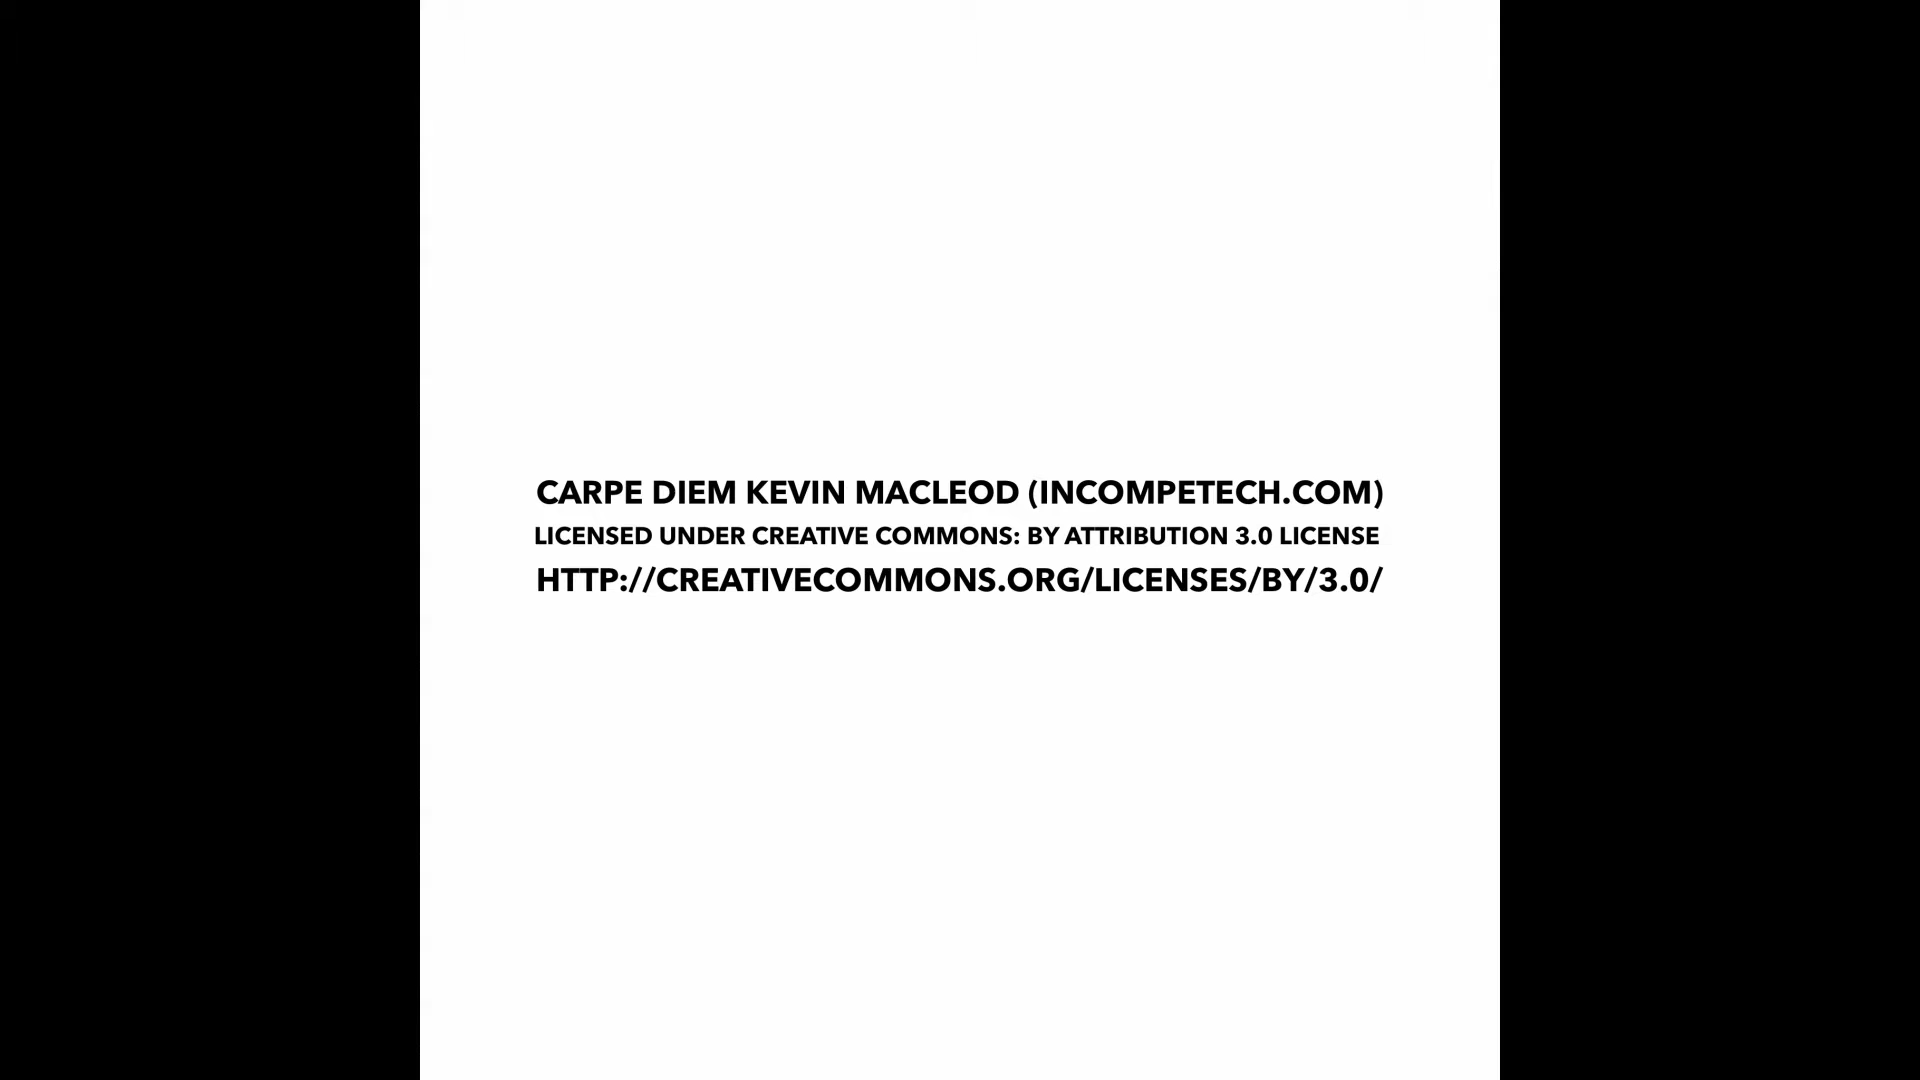 CARPE DIEM KEVIN MACLEOD (INCOMPETECH.COM)
LICENSED UNDER CREATIVE COMMONS: BY ATTRIBUTION 3.0 LICENSE
HTTP://CREATIVECOMMONS.ORG/LICENSES/BY/3.0/